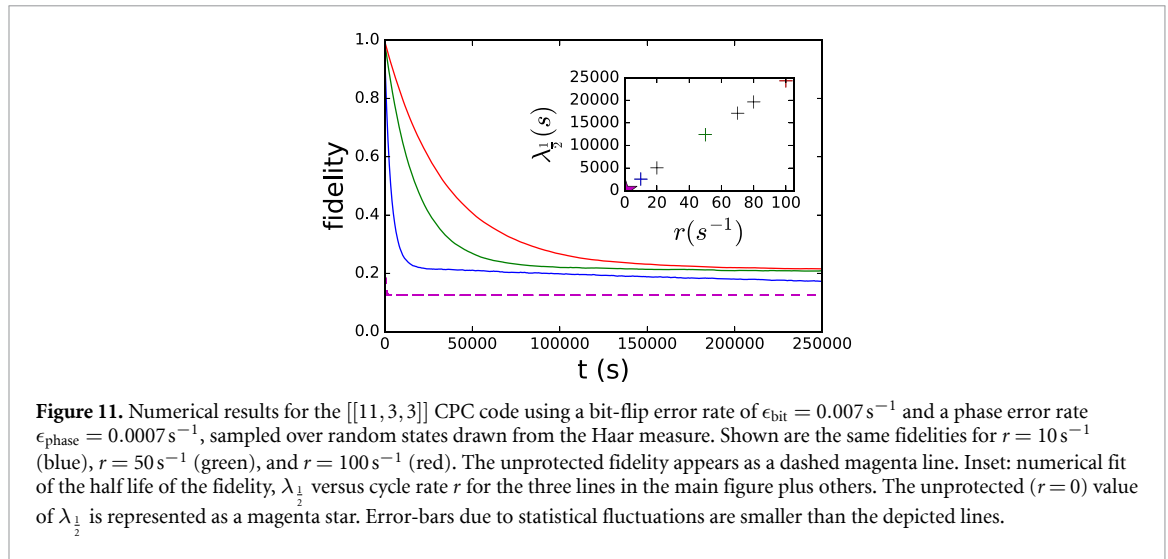 1.0
0.8
0.6
0.4
0.2
0.0
fidelity
0 50000 100000 150000 200000 250000
t (s)
25000
20000
15000
10000
5000
0
λ½(s)
0 20 40 60 80 100
r(s⁻¹)
Figure 11. Numerical results for the [[11, 3, 3]] CPC code using a bit-flip error rate of ϵbit = 0.007 s⁻¹ and a phase error rate
ϵphase = 0.0007 s⁻¹, sampled over random states drawn from the Haar measure. Shown are the same fidelities for r = 10 s⁻¹
(blue), r = 50 s⁻¹ (green), and r = 100 s⁻¹ (red). The unprotected fidelity appears as a dashed magenta line. Inset: numerical fit
of the half life of the fidelity, λ½ versus cycle rate r for the three lines in the main figure plus others. The unprotected (r = 0) value
of λ½ is represented as a magenta star. Error-bars due to statistical fluctuations are smaller than the depicted lines.